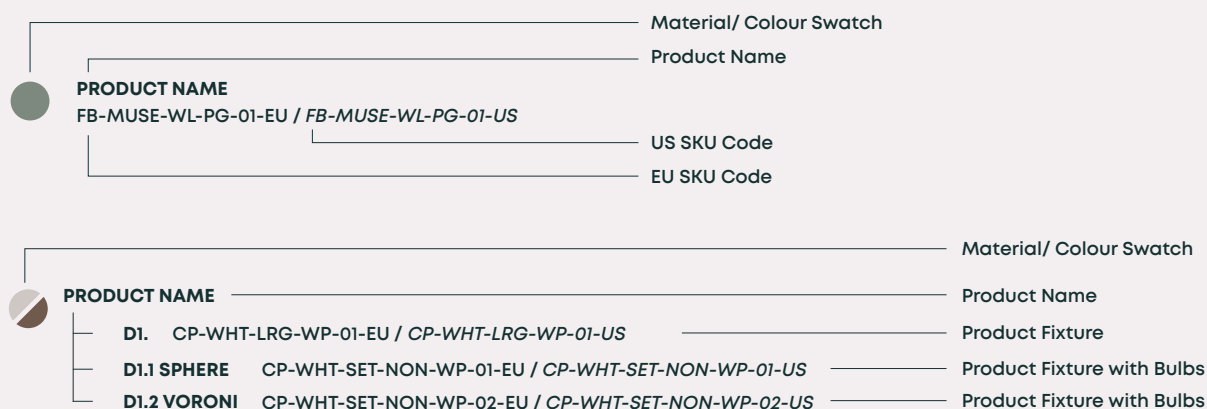 Material/ Colour Swatch
Product Name
PRODUCT NAME
FB-MUSE-WL-PG-01-EU / FB-MUSE-WL-PG-01-US
US SKU Code
EU SKU Code
Material/ Colour Swatch
PRODUCT NAME Product Name
D1. CP-WHT-LRG-WP-01-EU / CP-WHT-LRG-WP-01-US Product Fixture
D1.1 SPHERE CP-WHT-SET-NON-WP-01-EU / CP-WHT-SET-NON-WP-01-US Product Fixture with Bulbs
D1.2 VORONI CP-WHT-SET-NON-WP-02-EU / CP-WHT-SET-NON-WP-02-US Product Fixture with Bulbs